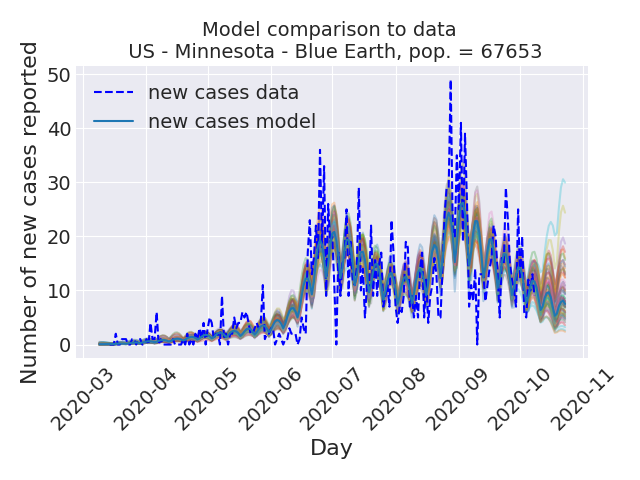 Model comparison to data
US - Minnesota - Blue Earth, pop. = 67653
Number of new cases reported
50
40
30
20
10
0
new cases data
new cases model
2020-03
2020-04
2020-05
2020-06
2020-07
2020-08
2020-09
2020-10
2020-11
Day